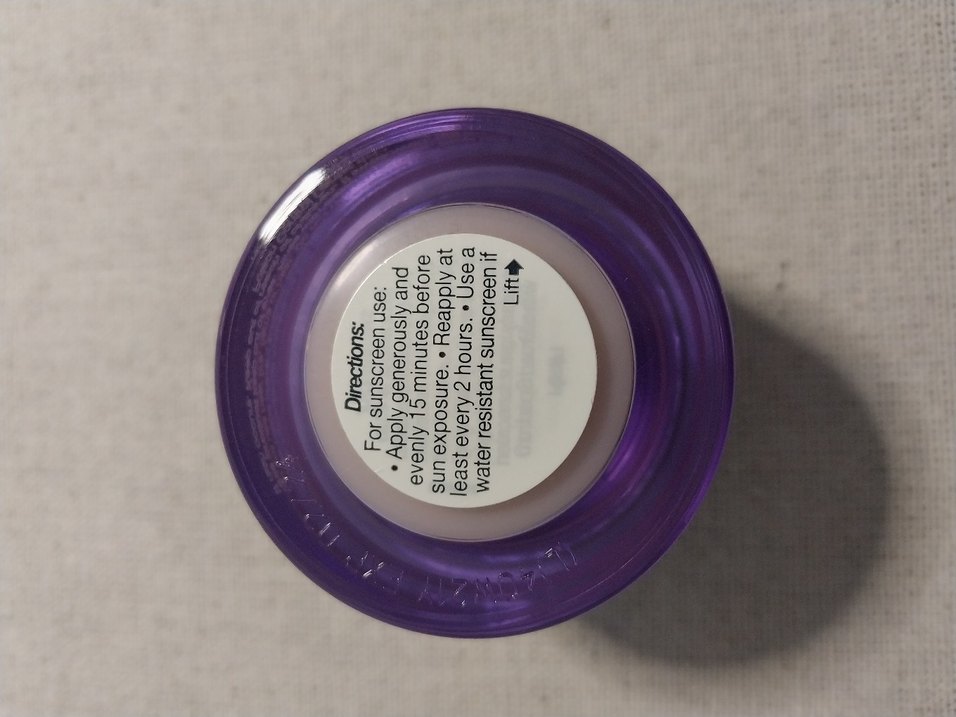 Directions:
For sunscreen use:
• Apply generously and
evenly 15 minutes before
sun exposure. • Reapply at
least every 2 hours. • Use a
water resistant sunscreen if
Lift